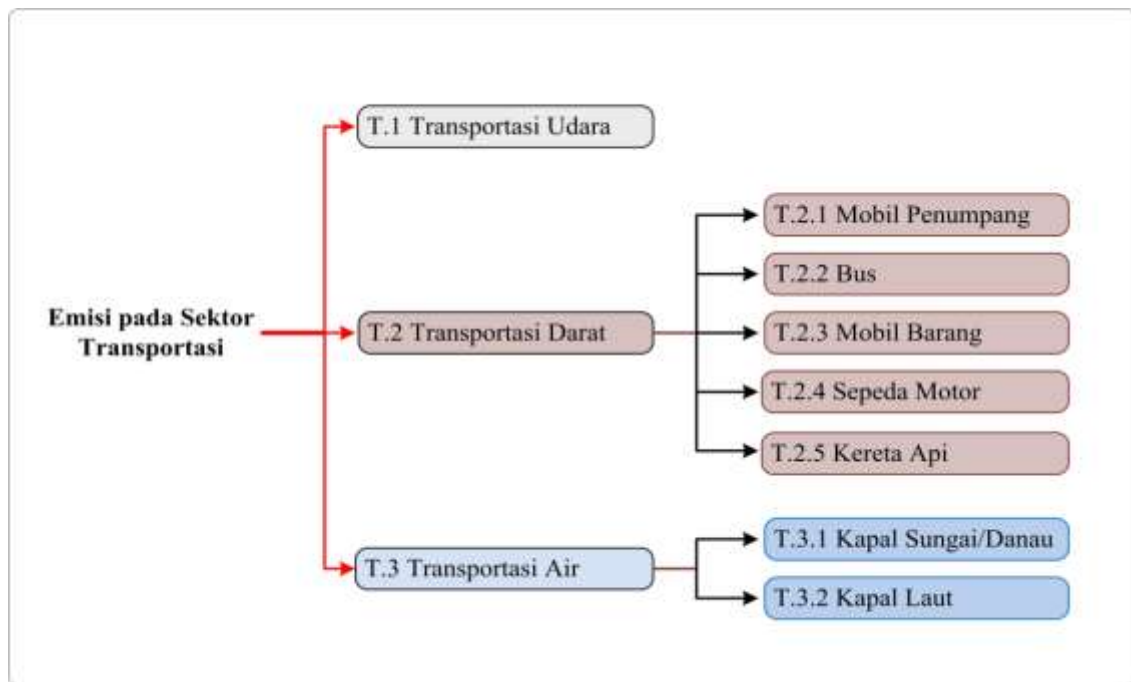 Emisi pada Sektor
Transportasi
T.1 Transportasi Udara
T.2 Transportasi Darat
T.2.1 Mobil Penumpang
T.2.2 Bus
T.2.3 Mobil Barang
T.2.4 Sepeda Motor
T.2.5 Kereta Api
T.3 Transportasi Air
T.3.1 Kapal Sungai/Danau
T.3.2 Kapal Laut